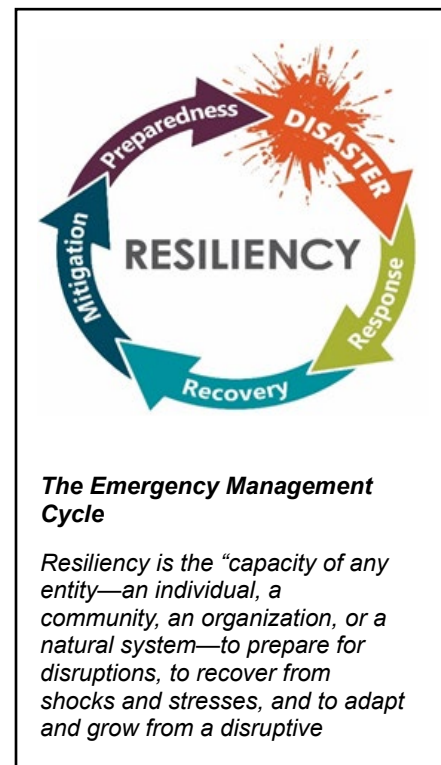 Preparedness
DISASTER
Mitigation
RESILIENCY
Response
Recovery
The Emergency Management
Cycle
Resiliency is the “capacity of any
entity—an individual, a
community, an organization, or a
natural system—to prepare for
disruptions, to recover from
shocks and stresses, and to adapt
and grow from a disruptive